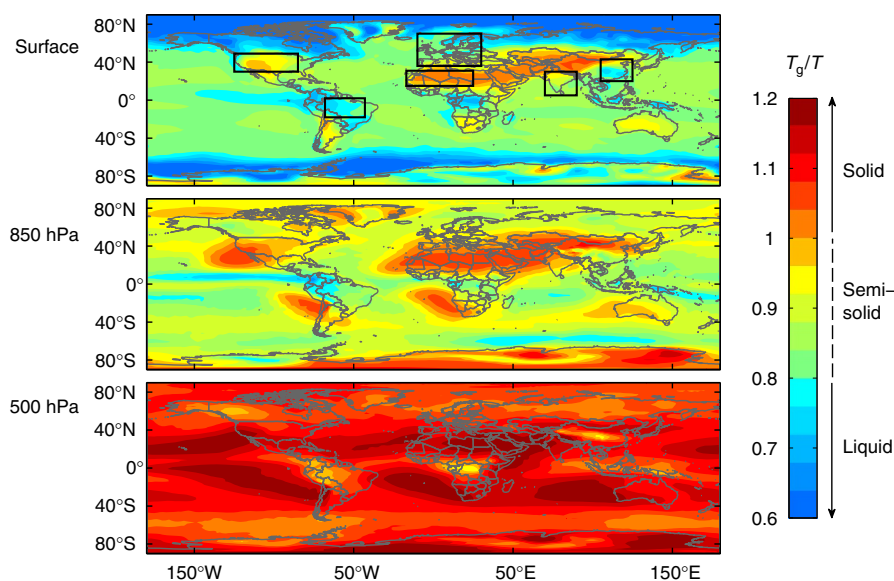 Surface
80°N
40°N
0°
40°S
80°S
850 hPa
80°N
40°N
0°
40°S
80°S
500 hPa
80°N
40°N
0°
40°S
80°S
150°W
50°W
50°E
150°E
Tg/T
1.2
1.1
1
0.9
0.8
0.7
0.6
Solid
Semi–
solid
Liquid